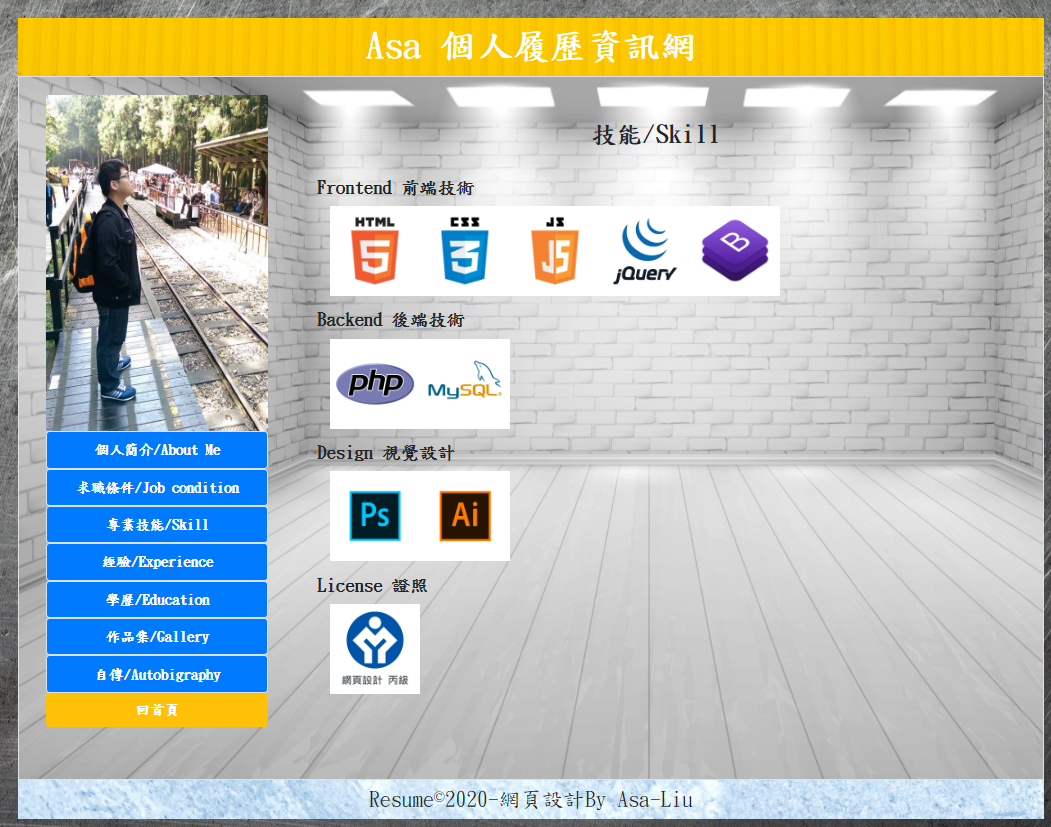 Asa 個人履歷資訊網
技能/Skill
Frontend 前端技術
HTML CSS JS
5 3 JS jQuery B
Backend 後端技術
php MySQL
Design 視覺設計
Ps Ai
License 證照
網頁設計 丙級
個人簡介/About Me
求職條件/Job condition
專業技能/Skill
經驗/Experience
學歷/Education
作品集/Gallery
自傳/Autobigraphy
回首頁
Resume©2020-網頁設計By Asa-Liu